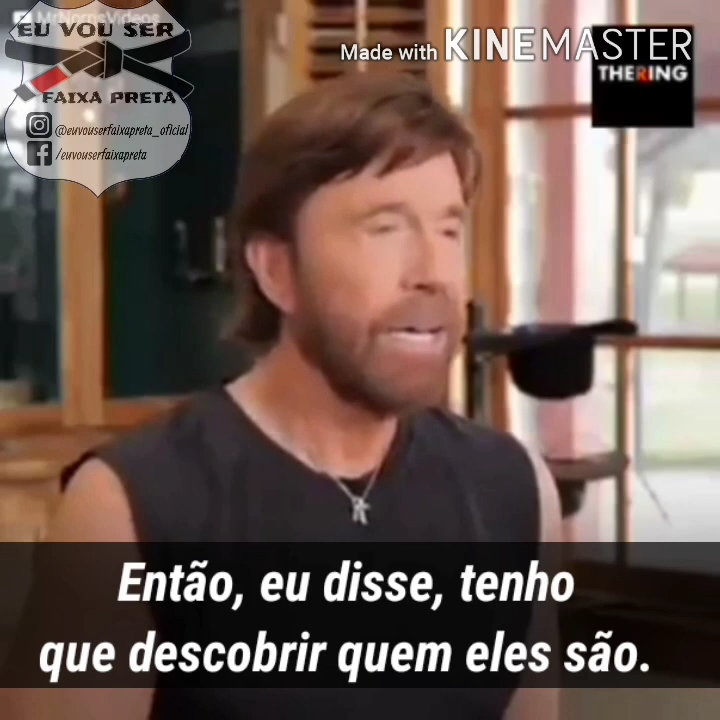 MrNorrisVideos
EU VOU SER
FAIXA PRETA
@euvouserfaixapreta_oficial
/euvouserfaixapreta
Made with KINEMASTER
THERING
Então, eu disse, tenho
que descobrir quem eles são.